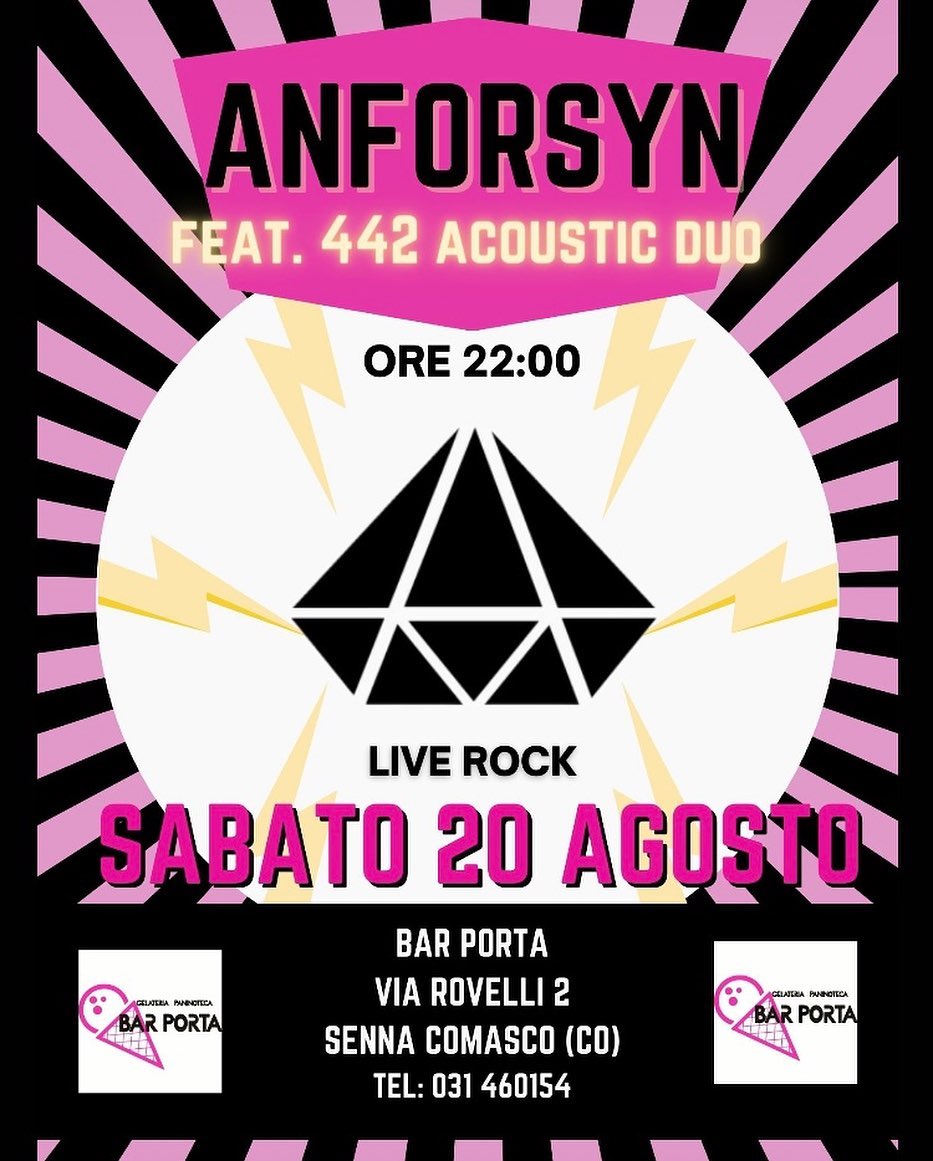 ANFORSYN
FEAT. 442 ACOUSTIC DUO
ORE 22:00
LIVE ROCK
SABATO 20 AGOSTO
BAR PORTA
VIA ROVELLI 2
SENNA COMASCO (CO)
TEL: 031 460154
GELATERIA PANINOTECA
BAR PORTA
GELATERIA PANINOTECA
BAR PORTA